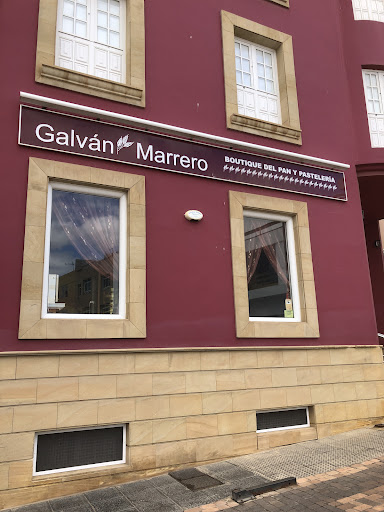 Galván Marrero
BOUTIQUE DEL PAN Y PASTELERÍA